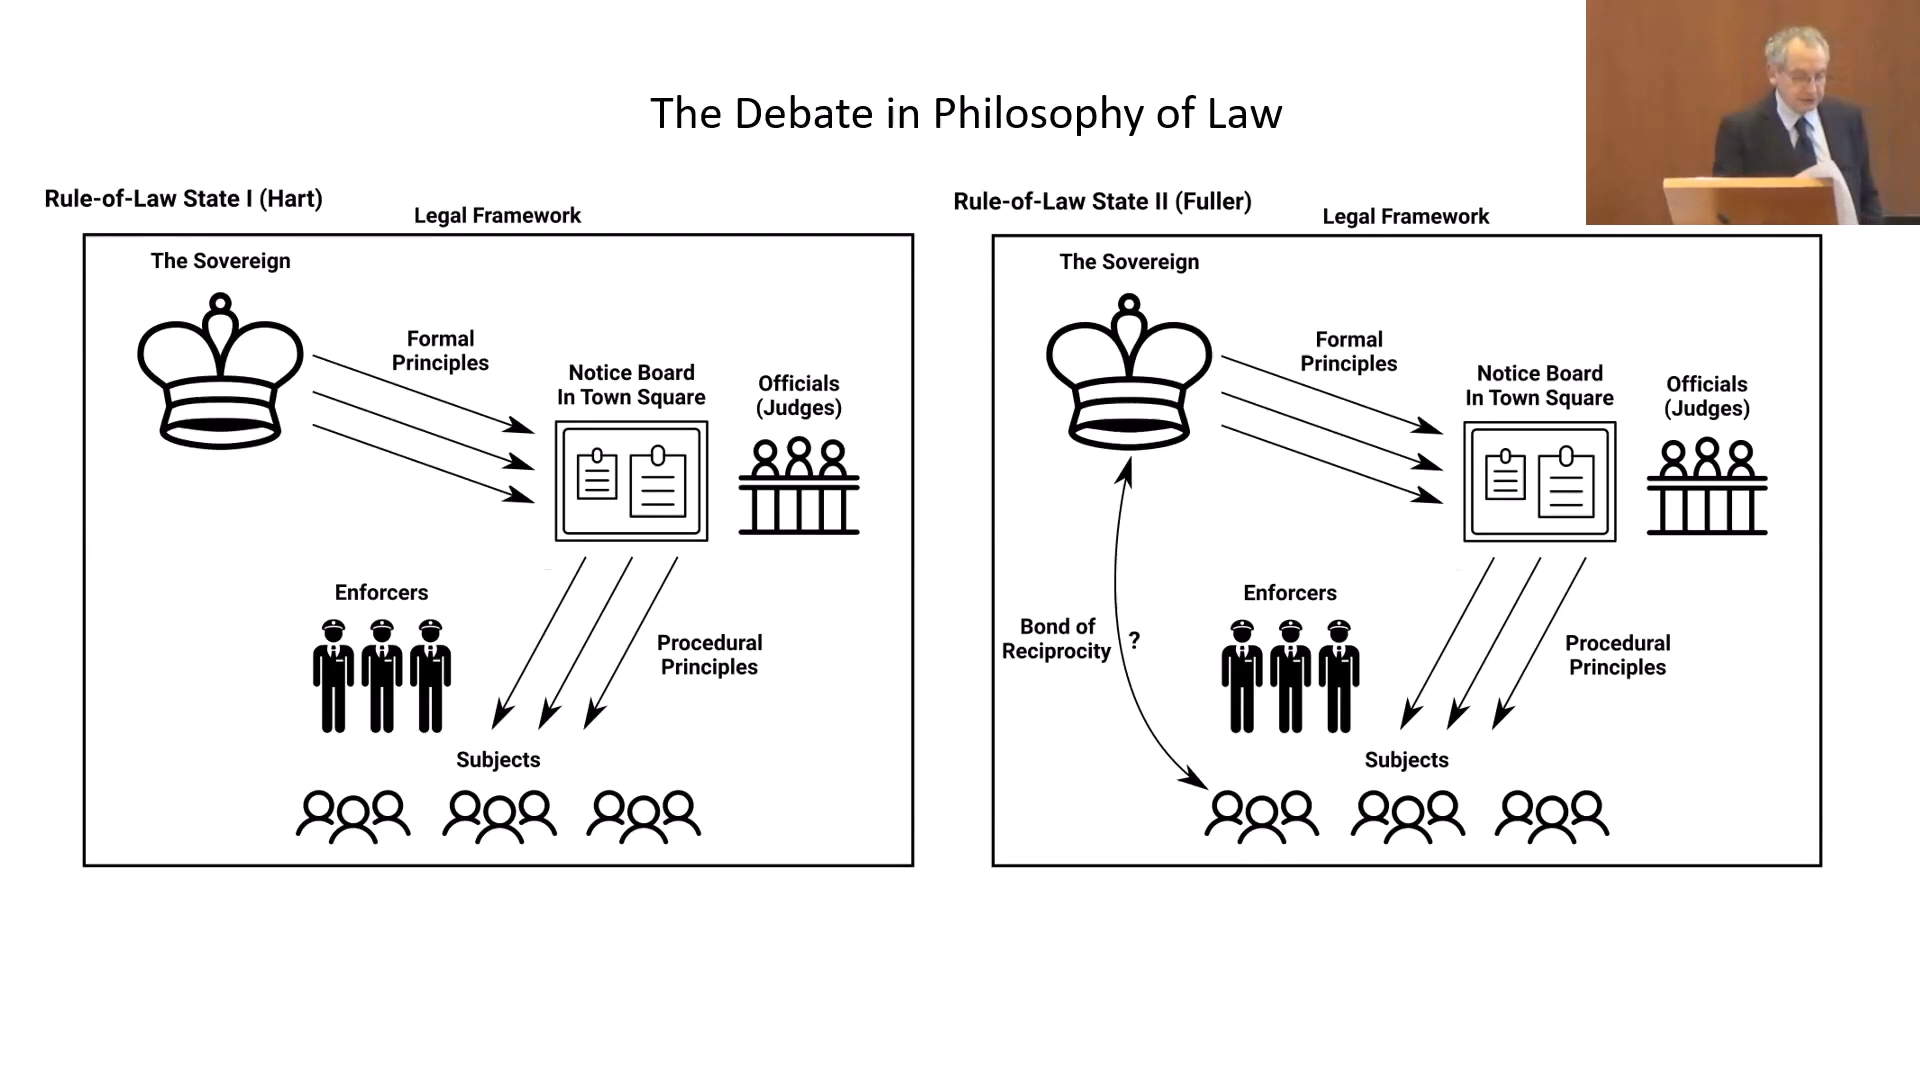 The Debate in Philosophy of Law
Rule-of-Law State I (Hart)
Legal Framework
The Sovereign
Formal
Principles
Notice Board
In Town Square
Officials
(Judges)
Enforcers
Procedural
Principles
Subjects
Rule-of-Law State II (Fuller)
Legal Framework
The Sovereign
Formal
Principles
Notice Board
In Town Square
Officials
(Judges)
Enforcers
Bond of
Reciprocity
?
Procedural
Principles
Subjects